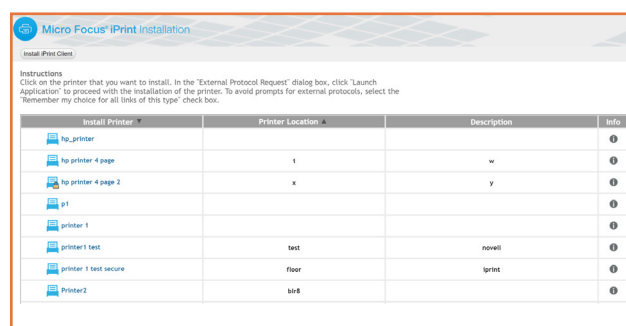 Micro Focus® iPrint Installation
Install iPrint Client
Instructions
Click on the printer that you want to install. In the "External Protocol Request" dialog box, click "Launch
Application" to proceed with the installation of the printer. To avoid prompts for external protocols, select the
"Remember my choice for all links of this type" check box.
Install Printer ▼ Printer Location ▲ Description Info
hp_printer
hp printer 4 page 1 w
hp printer 4 page 2 x y
p1
printer 1
printer1 test test novell
printer 1 test secure floor iprint
Printer2 blr8